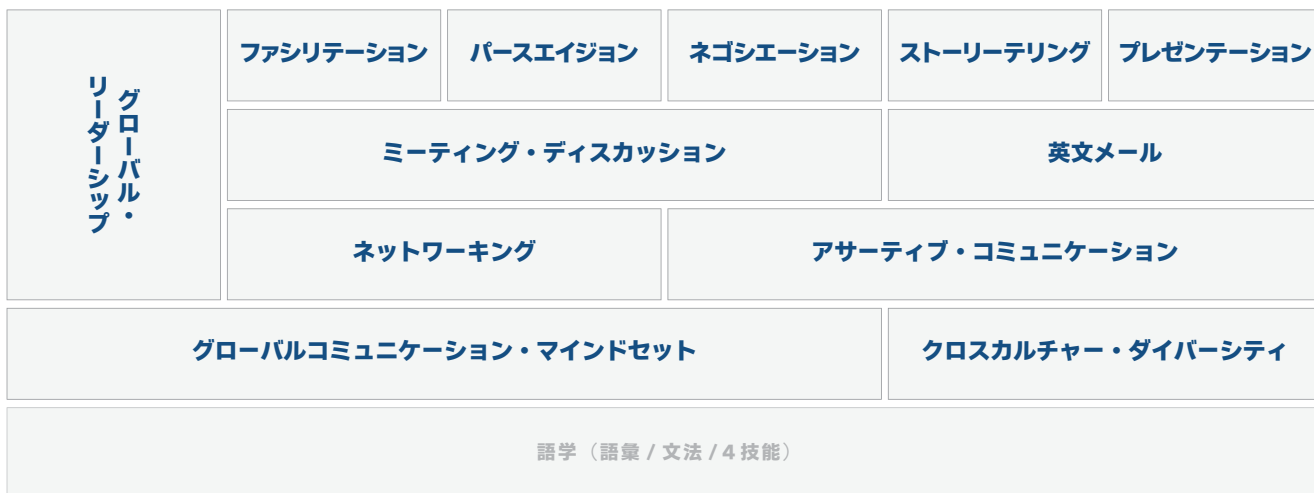 グローバル・
リーダーシップ
ファシリテーション
パースエイジョン
ネゴシエーション
ストーリーテリング
プレゼンテーション
ミーティング・ディスカッション
英文メール
ネットワーキング
アサーティブ・コミュニケーション
グローバルコミュニケーション・マインドセット
クロスカルチャー・ダイバーシティ
語学（語彙 / 文法 / 4 技能）